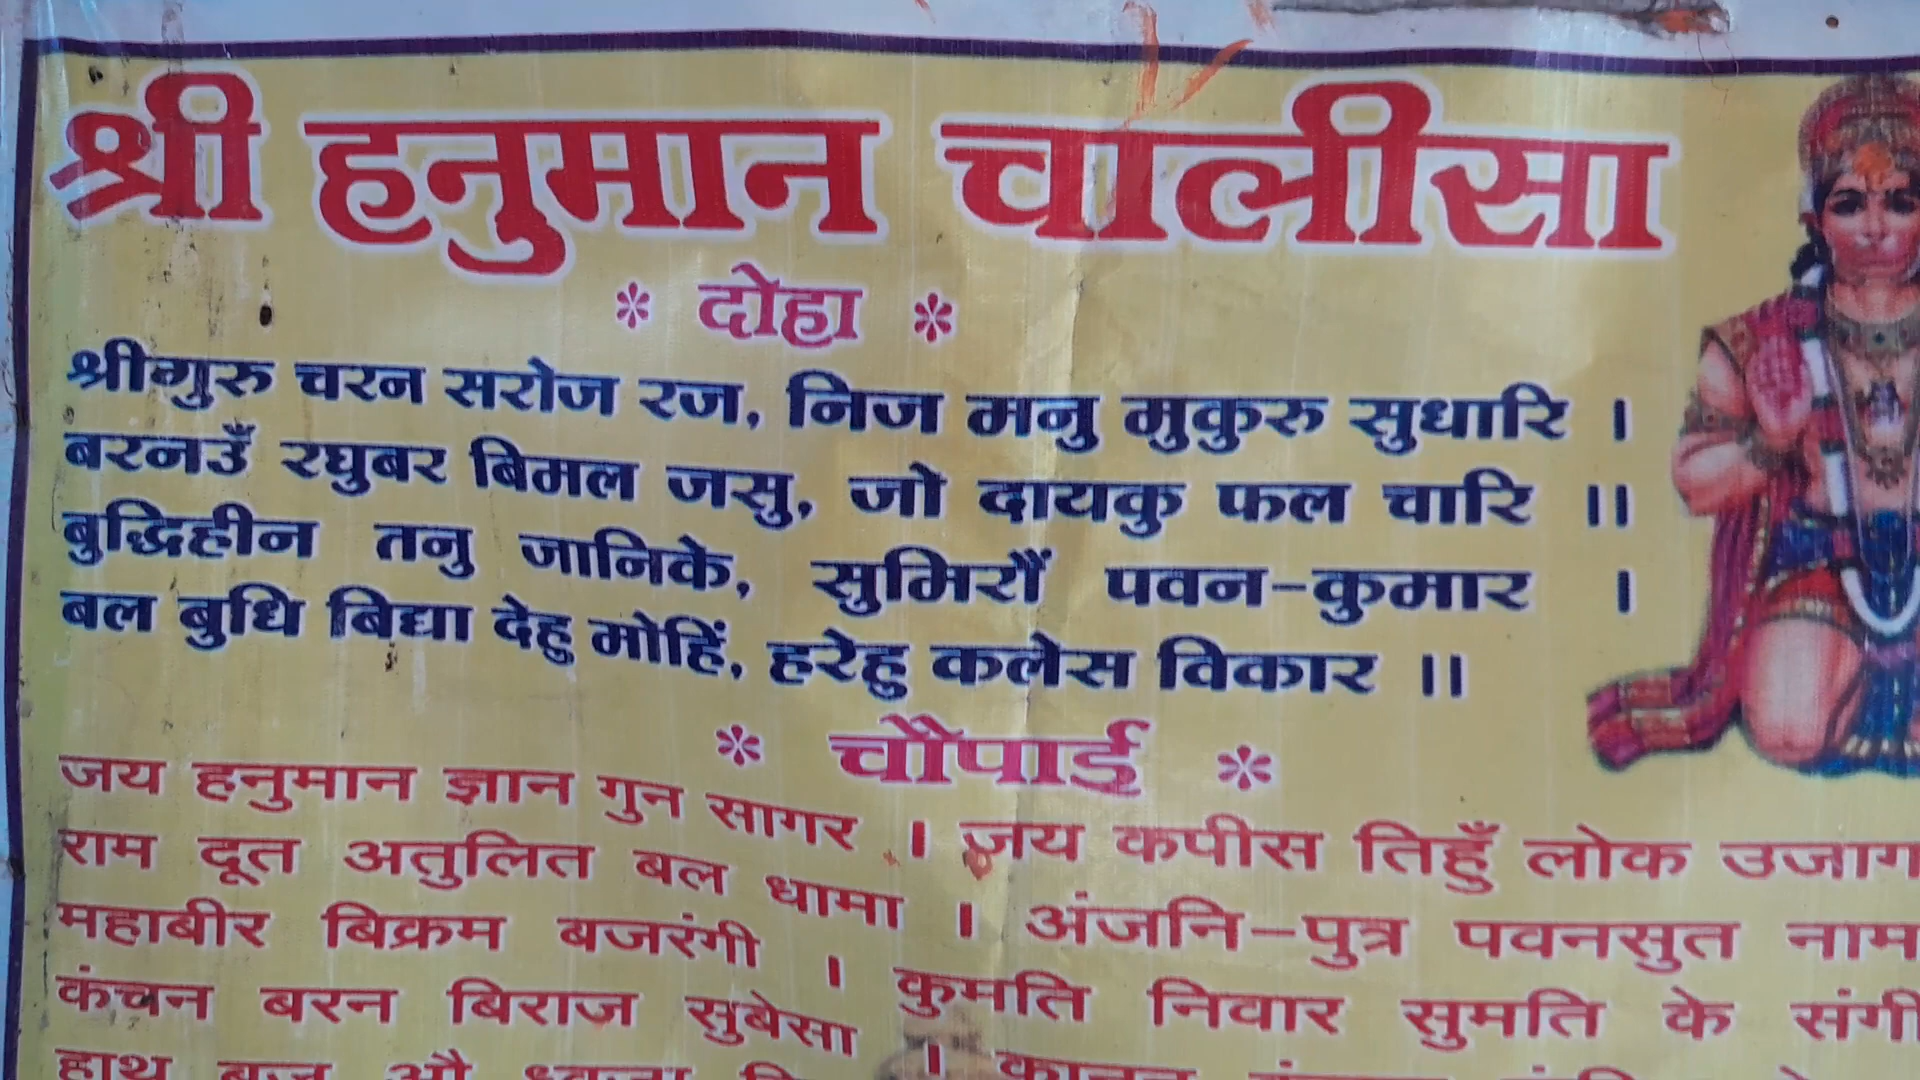 श्री हनुमान चालीसा
* दोहा *
श्रीगुरु चरन सरोज रज, निज मनु मुकुरु सुधारि ।
बरनउँ रघुबर बिमल जसु, जो दायकु फल चारि ॥
बुद्धिहीन तनु जानिके, सुमिरौं पवन-कुमार ।
बल बुधि बिद्या देहु मोहिं, हरेहु कलेस विकार ॥
* चौपाई *
जय हनुमान ज्ञान गुन सागर । जय कपीस तिहुँ लोक उजाग
राम दूत अतुलित बल धामा । अंजनि-पुत्र पवनसुत नाम
महाबीर बिक्रम बजरंगी । कुमति निवार सुमति के संगी
कंचन बरन बिराज सुबेसा ।
हाथ